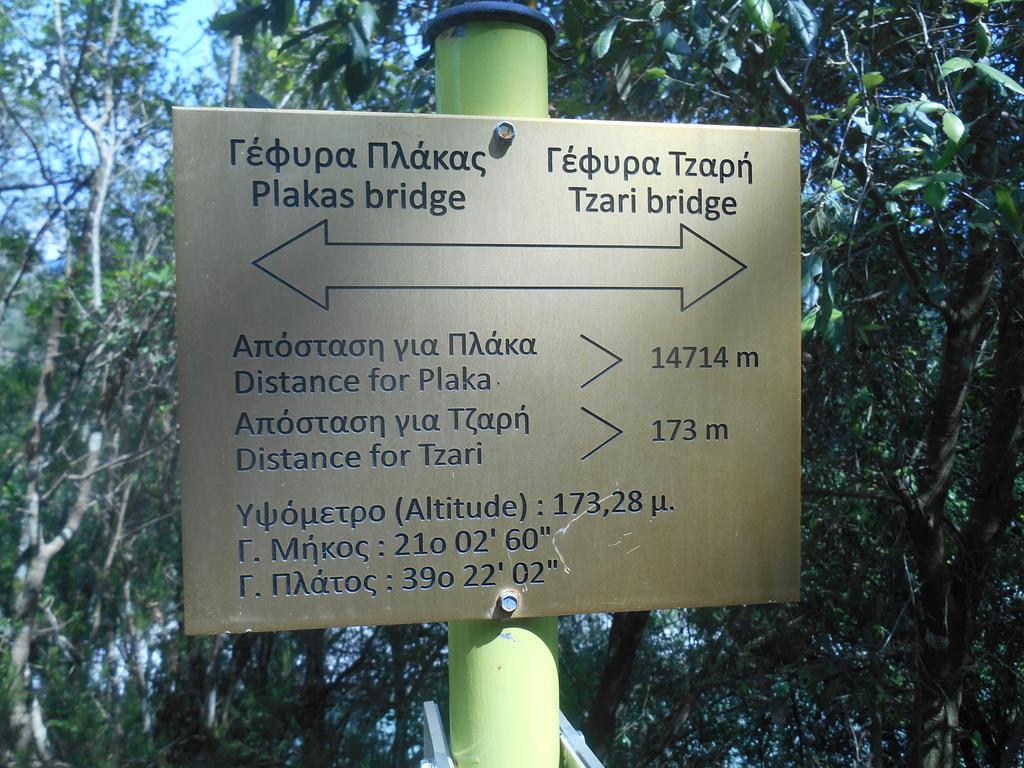 Γέφυρα Πλάκας
Plakas bridge
Γέφυρα Τζαρή
Tzari bridge
Απόσταση για Πλάκα
Distance for Plaka
14714 m
Απόσταση για Τζαρή
Distance for Tzari
173 m
Υψόμετρο (Altitude) : 173,28 μ.
Γ. Μήκος : 21ο 02' 60"
Γ. Πλάτος : 39ο 22' 02"